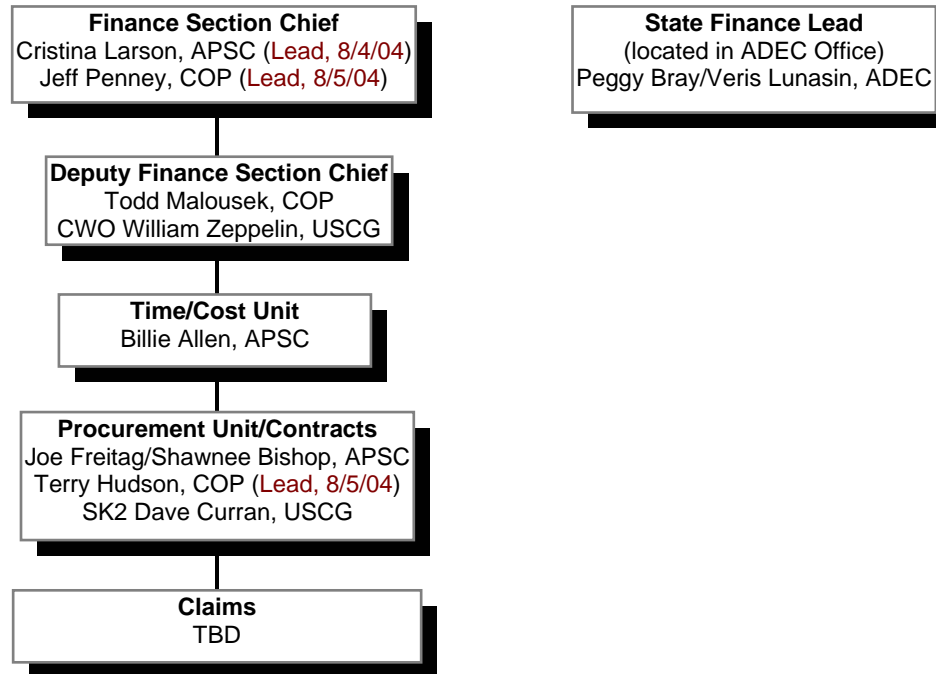 Finance Section Chief
Cristina Larson, APSC (Lead, 8/4/04)
Jeff Penney, COP (Lead, 8/5/04)
State Finance Lead
(located in ADEC Office)
Peggy Bray/Veris Lunasin, ADEC
Deputy Finance Section Chief
Todd Malousek, COP
CWO William Zeppelin, USCG
Time/Cost Unit
Billie Allen, APSC
Procurement Unit/Contracts
Joe Freitag/Shawnee Bishop, APSC
Terry Hudson, COP (Lead, 8/5/04)
SK2 Dave Curran, USCG
Claims
TBD